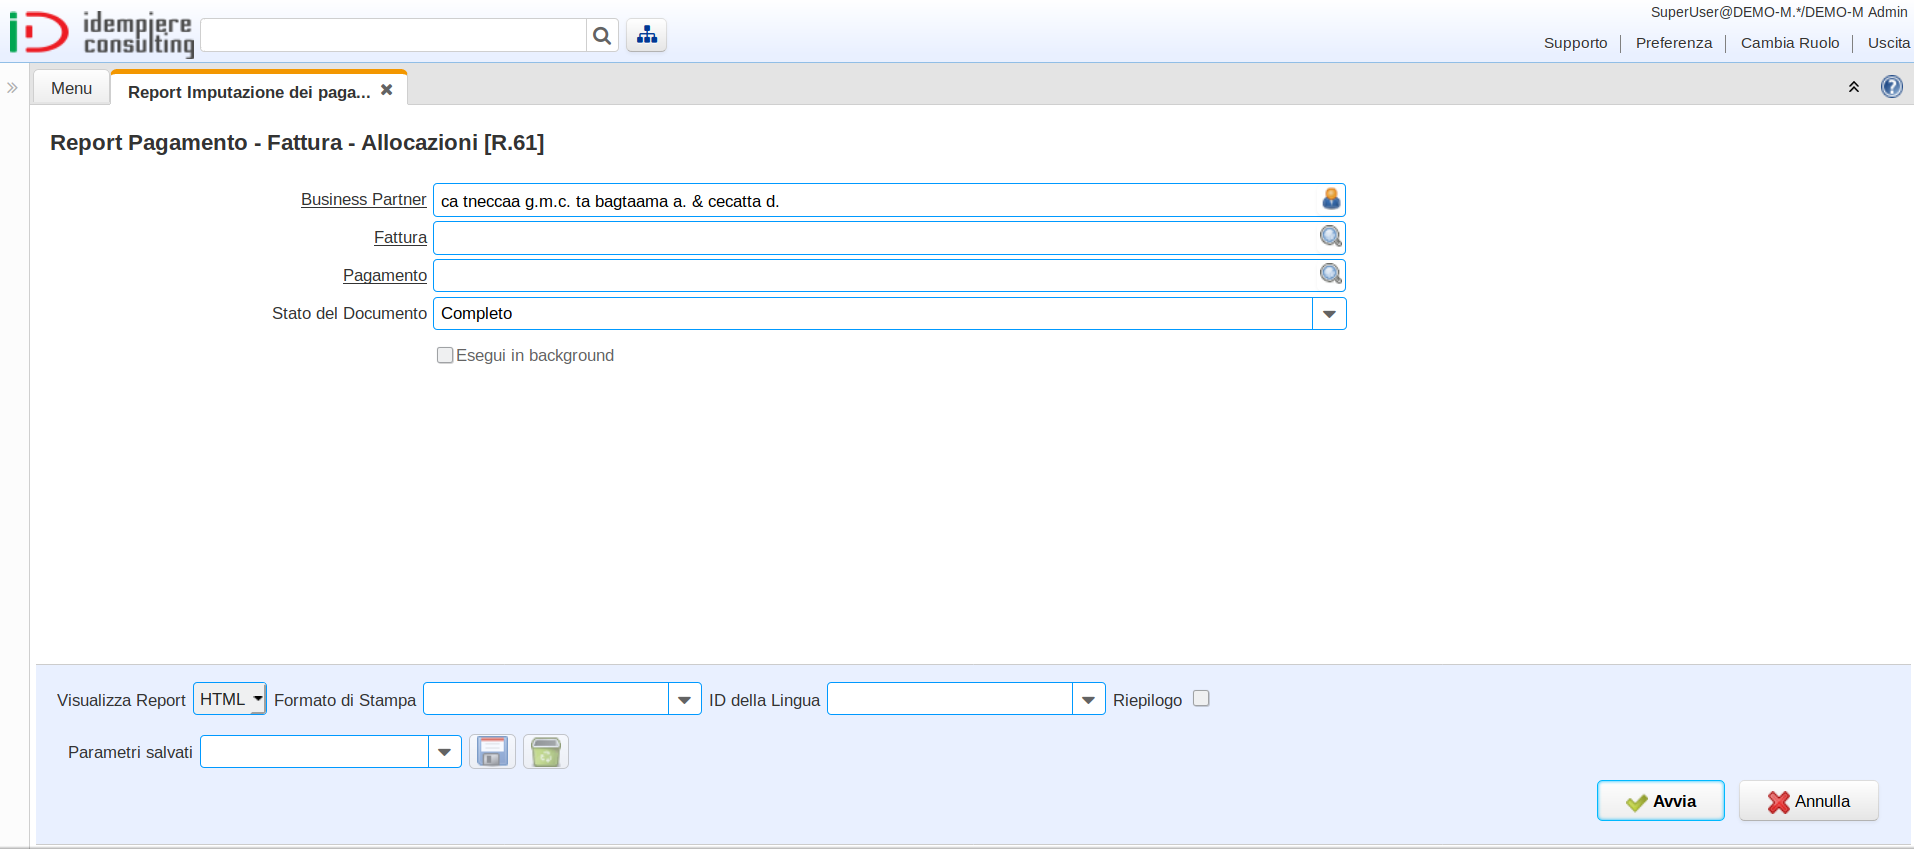 idempiere
consulting
SuperUser@DEMO-M.*/DEMO-M Admin
Supporto Preferenza Cambia Ruolo Uscita
Menu Report Imputazione dei paga...
Report Pagamento - Fattura - Allocazioni [R.61]
Business Partner ca tneccaa g.m.c. ta bagtaama a. & cecatta d.
Fattura
Pagamento
Stato del Documento Completo
Esegui in background
Visualizza Report HTML Formato di Stampa ID della Lingua Riepilogo
Parametri salvati
Avvia Annulla